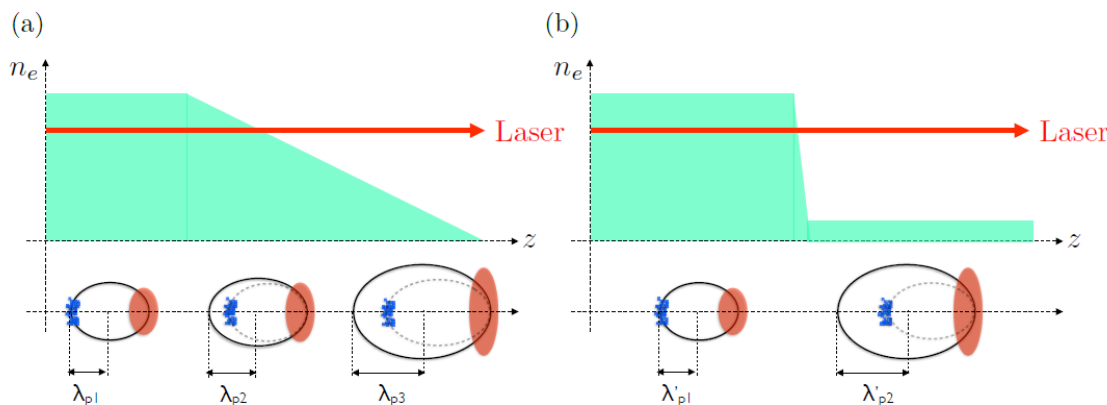 (a)
(b)
n_e
n_e
Laser
Laser
z
z
λp1
λp2
λp3
λ'p1
λ'p2